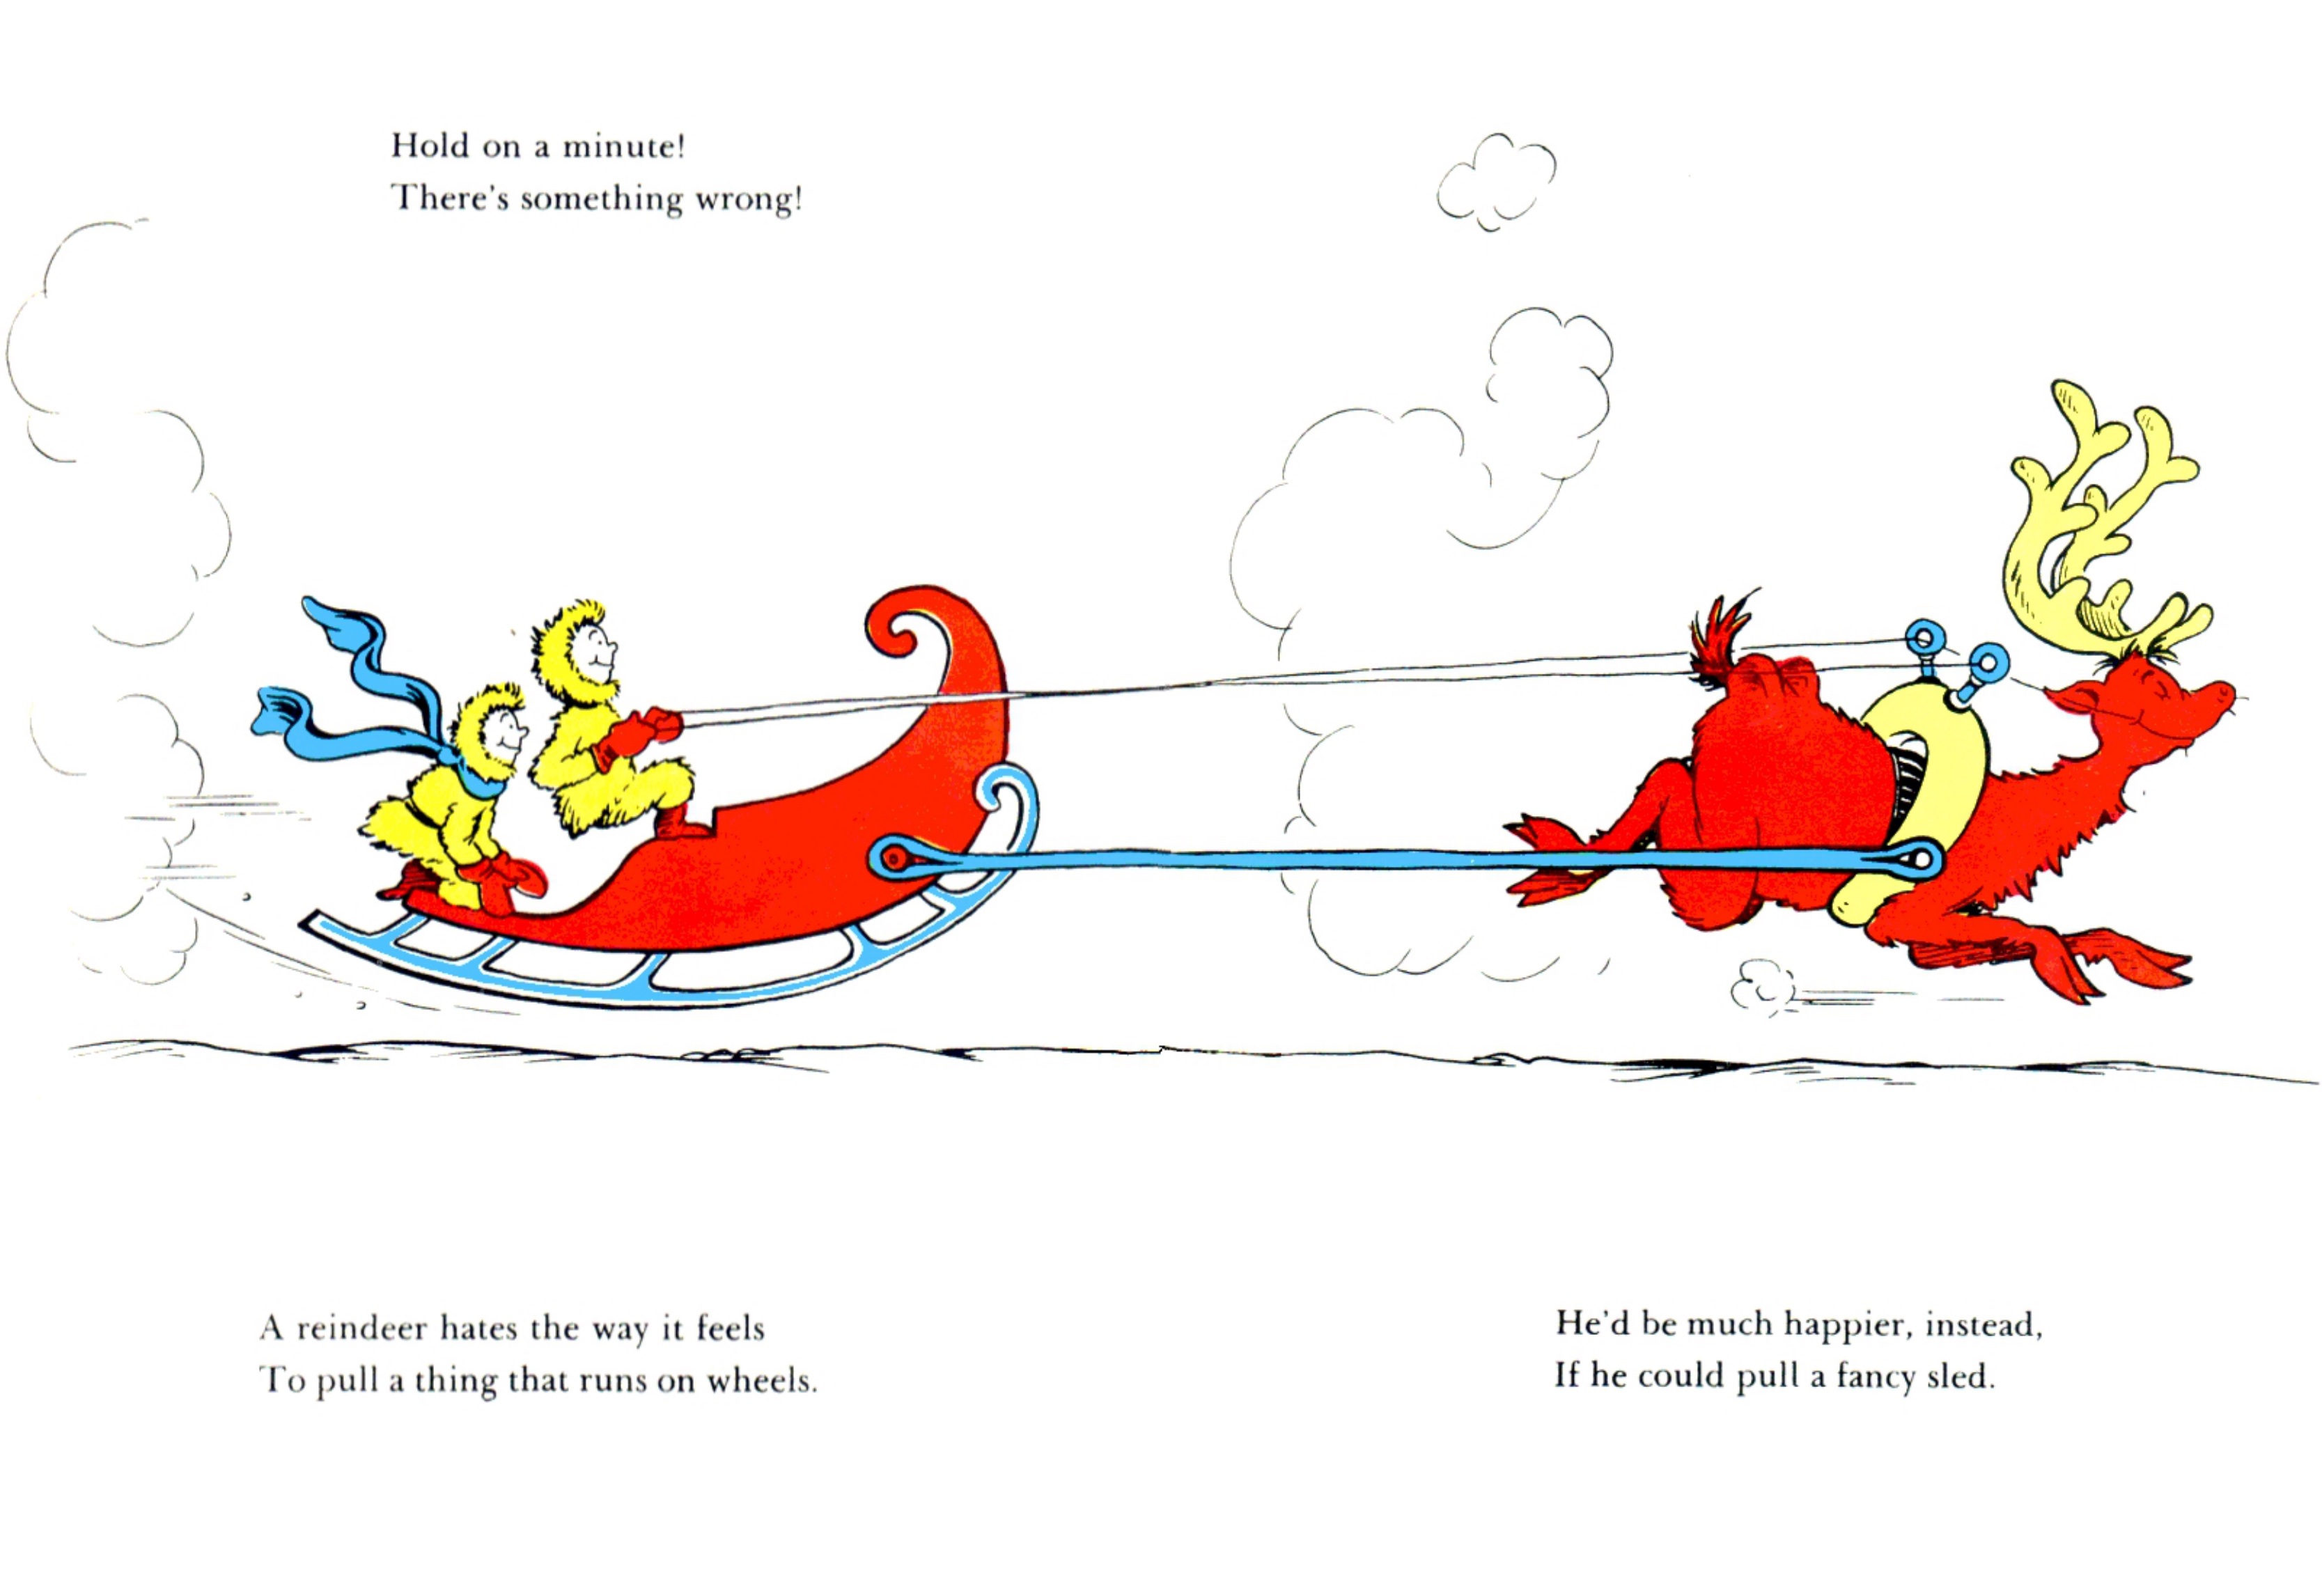 Hold on a minute!
There's something wrong!
A reindeer hates the way it feels
To pull a thing that runs on wheels.
He'd be much happier, instead,
If he could pull a fancy sled.